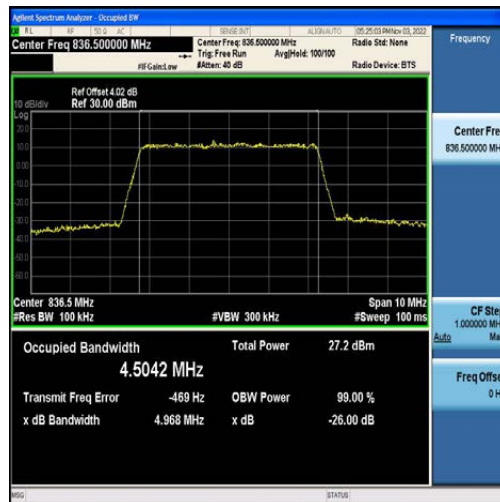 Agilent Spectrum Analyzer - Occupied BW
RL RF 50 Ω AC SENSE:INT ALIGNAUTO 05:25:03 PM Nov 03, 2022
Center Freq 836.500000 MHz Center Freq: 836.500000 MHz Radio Std: None
Trig: Free Run Avg|Hold: 100/100
#IFGain:Low #Atten: 40 dB Radio Device: BTS
Ref Offset 4.02 dB
10 dB/div Ref 30.00 dBm
Log
20.0
10.0
0.00
-10.0
-20.0
-30.0
-40.0
-50.0
-60.0
Center 836.5 MHz Span 10 MHz
#Res BW 100 kHz #VBW 300 kHz #Sweep 100 ms
Occupied Bandwidth Total Power 27.2 dBm
4.5042 MHz
Transmit Freq Error -469 Hz OBW Power 99.00 %
x dB Bandwidth 4.968 MHz x dB -26.00 dB
MSG STATUS
Frequency
Center Fre
836.500000 MH
CF Ste
1.000000 MH
Auto Ma
Freq Offse
0 H